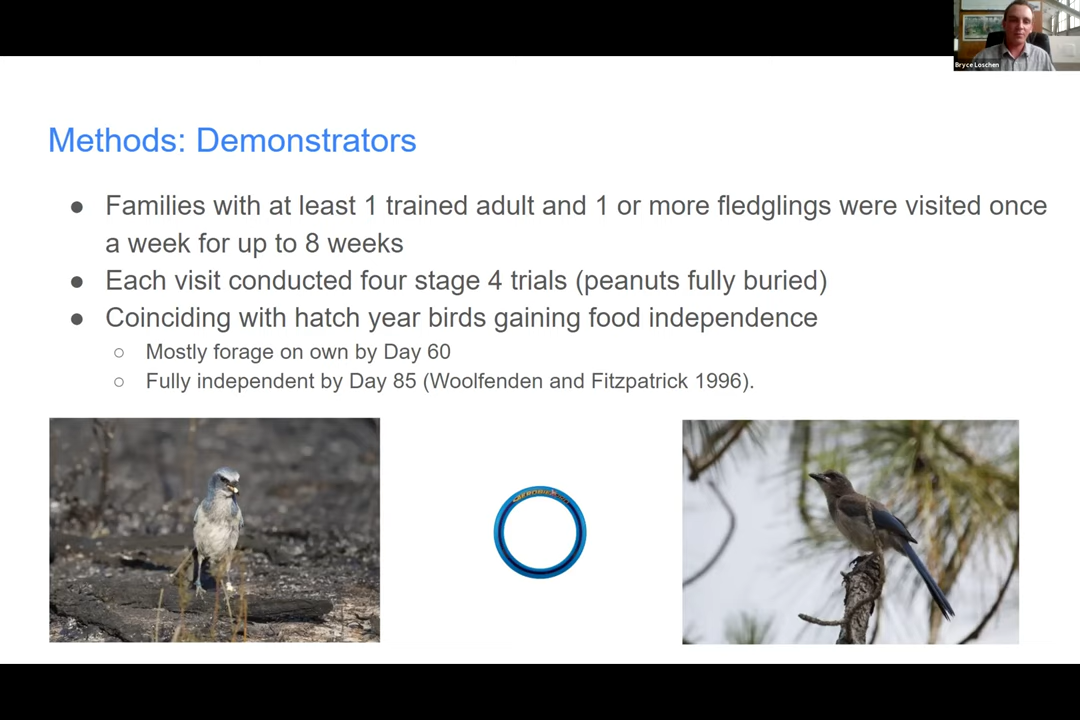 Bryce Loschen
Methods: Demonstrators
● Families with at least 1 trained adult and 1 or more fledglings were visited once
a week for up to 8 weeks
● Each visit conducted four stage 4 trials (peanuts fully buried)
● Coinciding with hatch year birds gaining food independence
○ Mostly forage on own by Day 60
○ Fully independent by Day 85 (Woolfenden and Fitzpatrick 1996).